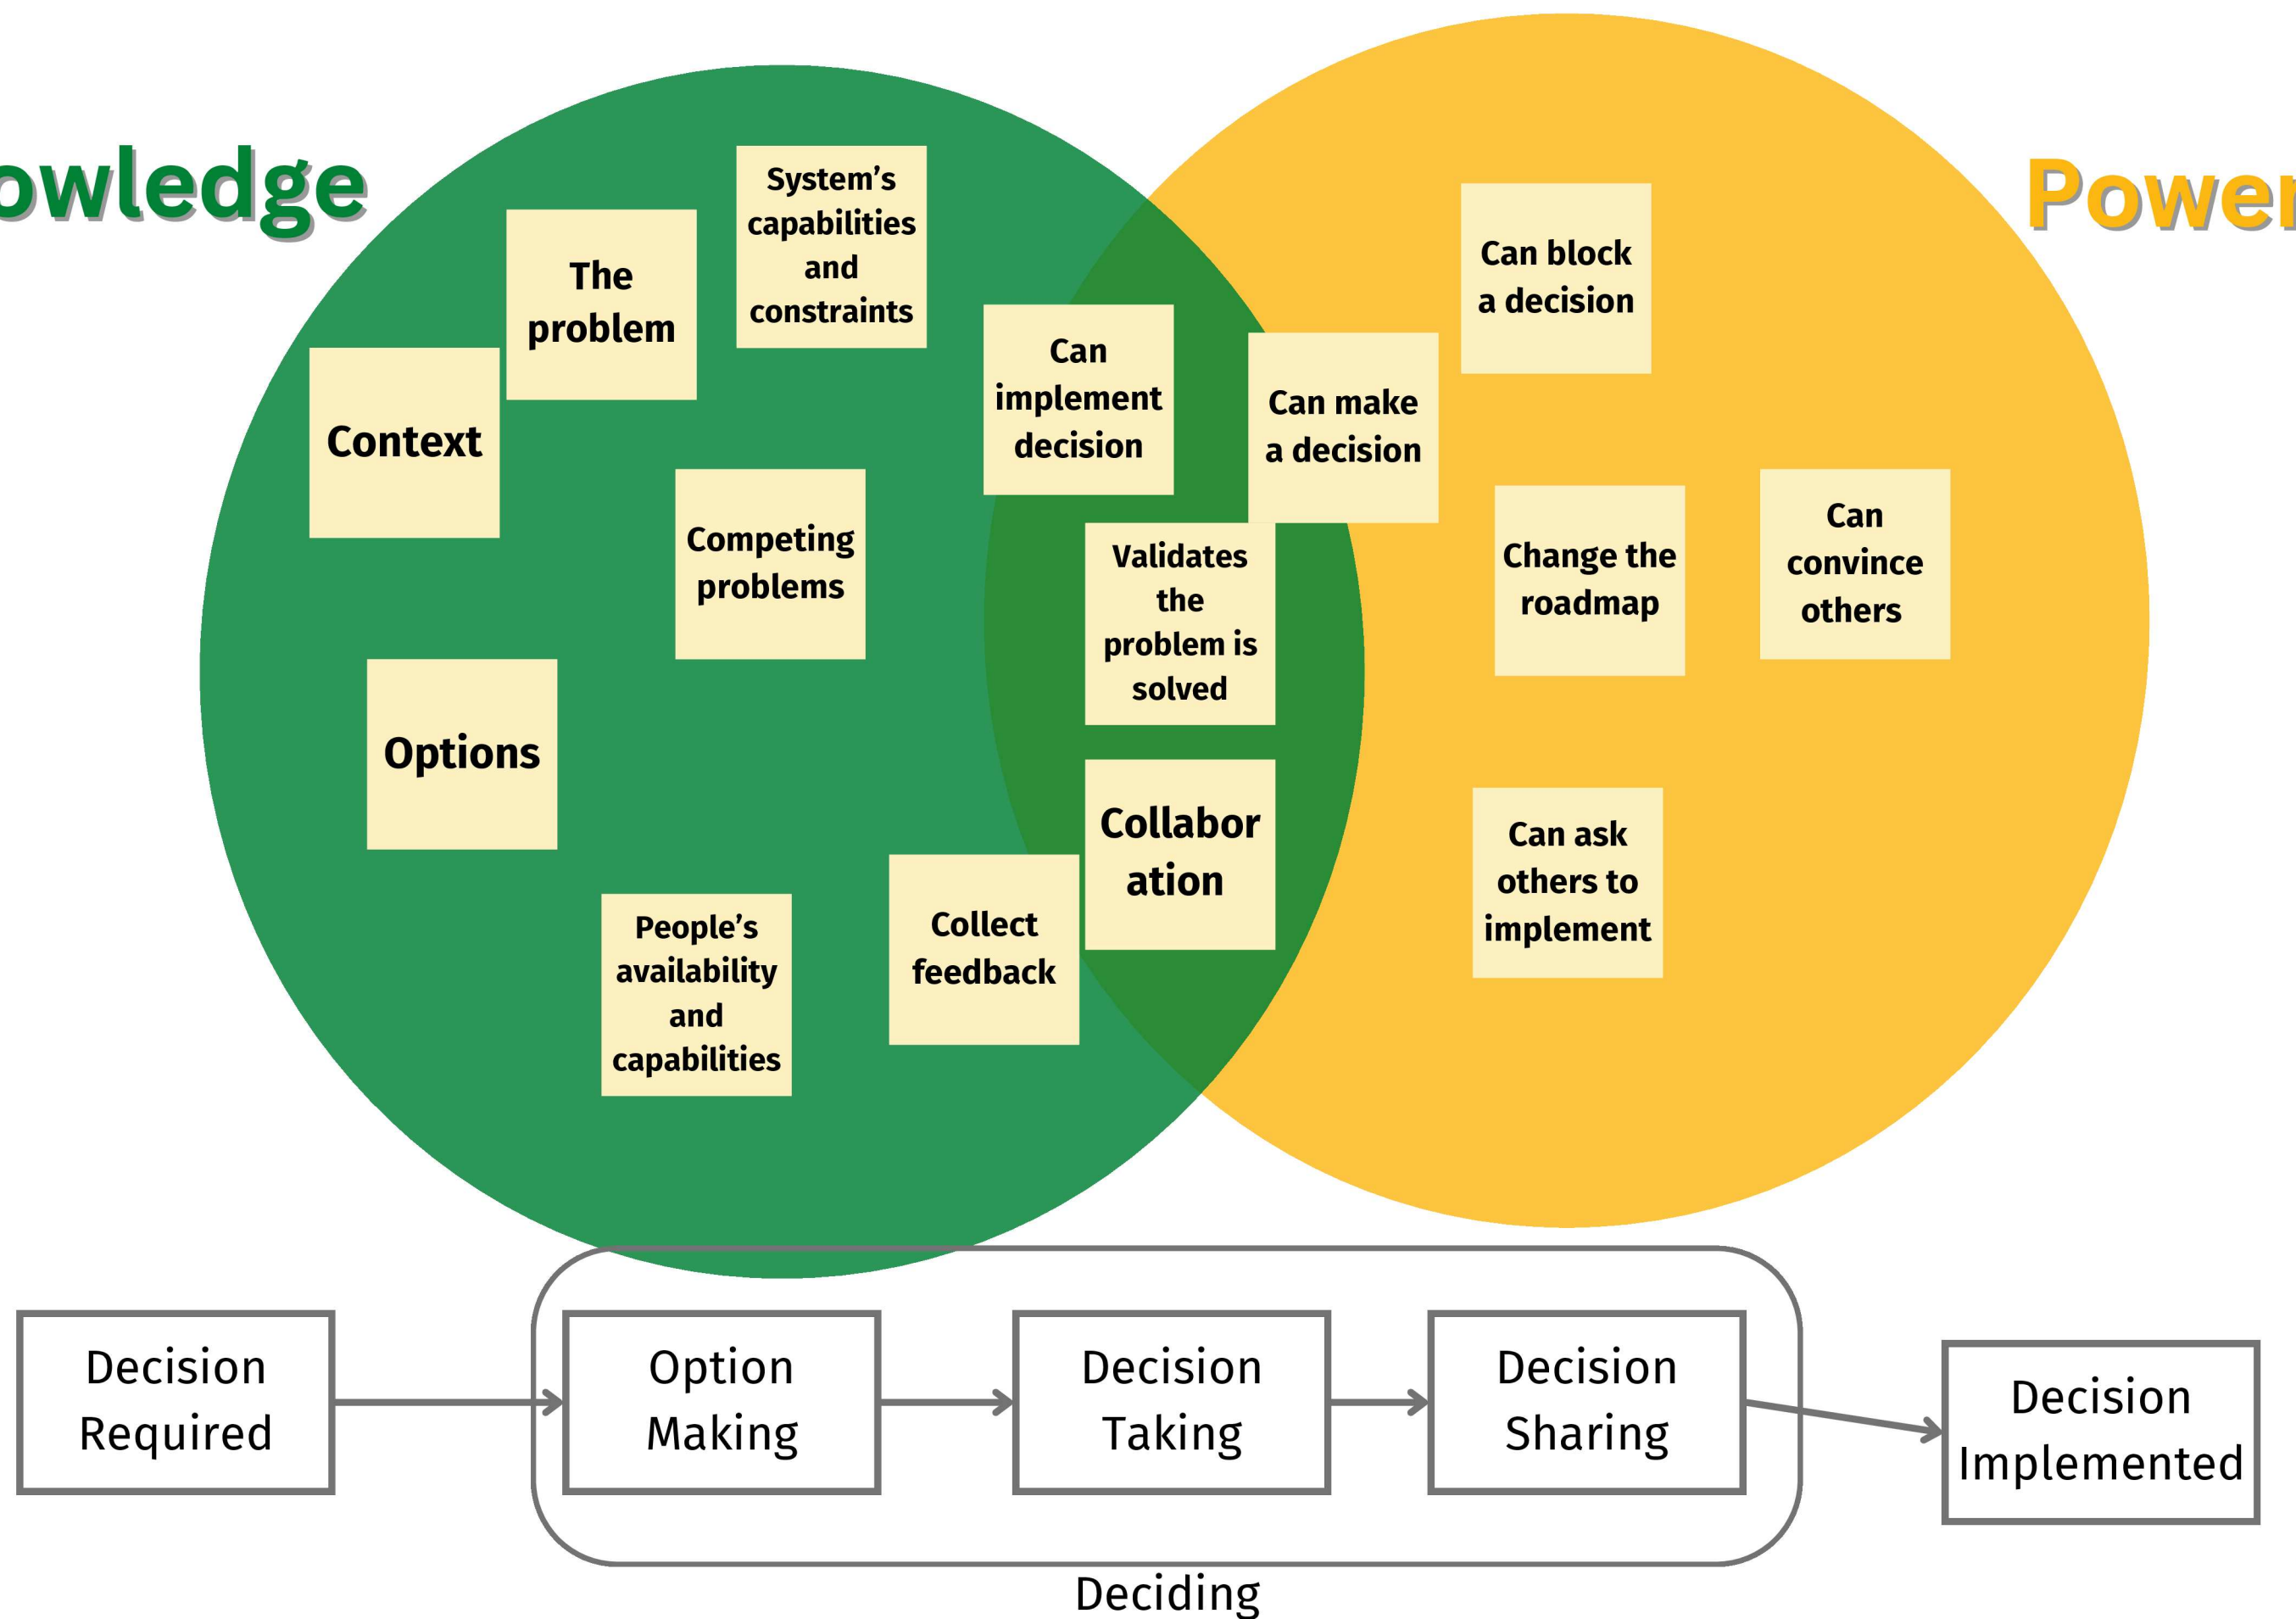 owledge
Power
System’s
capabilities
and
constraints
The
problem
Context
Can
implement
decision
Can make
a decision
Can block
a decision
Competing
problems
Validates
the
problem is
solved
Change the
roadmap
Can
convince
others
Options
Collabor
ation
Can ask
others to
implement
People’s
availability
and
capabilities
Collect
feedback
Decision
Required
Option
Making
Decision
Taking
Decision
Sharing
Decision
Implemented
Deciding